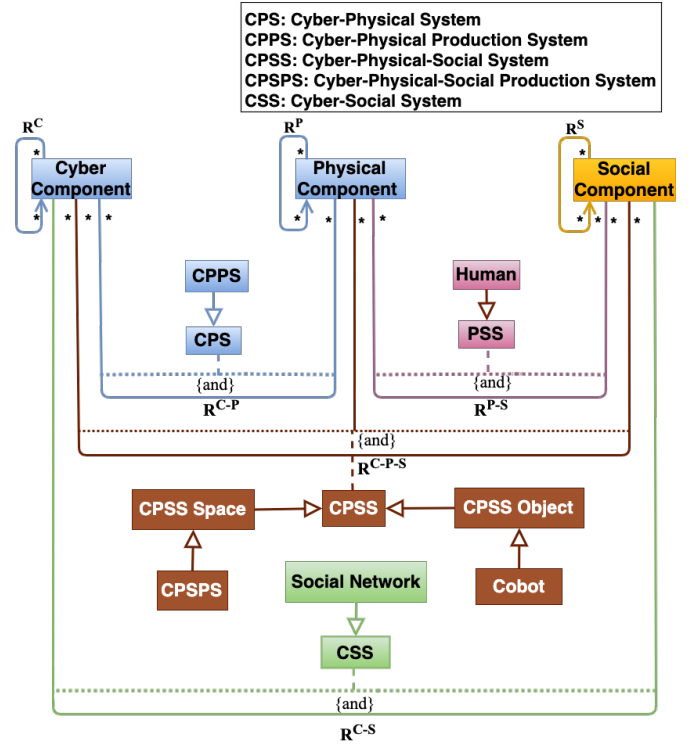 CPS: Cyber-Physical System
CPPS: Cyber-Physical Production System
CPSS: Cyber-Physical-Social System
CPSPS: Cyber-Physical-Social Production System
CSS: Cyber-Social System
R^C
R^P
R^S
*
*
*
Cyber
Component
Physical
Component
Social
Component
* * * *
* * * *
* * * *
CPPS
Human
CPS
PSS
{and}
{and}
R^C-P
R^P-S
{and}
R^C-P-S
CPSS Space
CPSS
CPSS Object
CPSPS
Social Network
Cobot
CSS
{and}
R^C-S